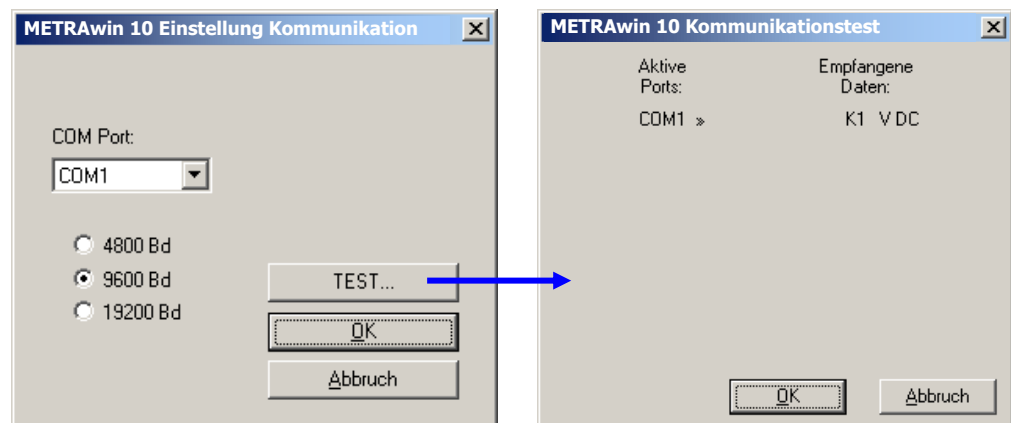 METRAwin 10 Einstellung Kommunikation
COM Port:
COM1
4800 Bd
9600 Bd
19200 Bd
TEST...
OK
Abbruch
METRAwin 10 Kommunikationstest
Aktive Ports:
Empfangene Daten:
COM1 » K1 V DC
OK
Abbruch